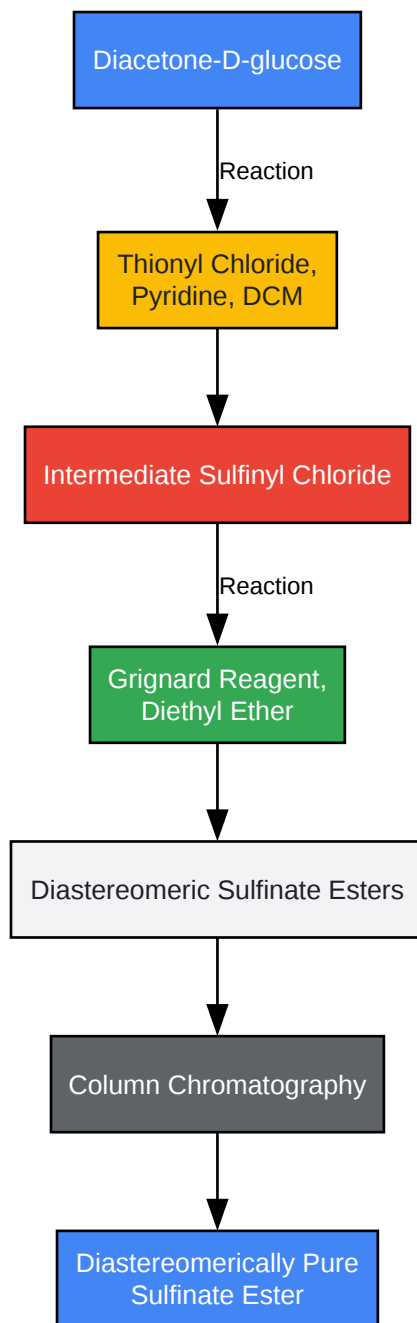 Diacetone-D-glucose
Reaction
Thionyl Chloride,
Pyridine, DCM
Intermediate Sulfinyl Chloride
Reaction
Grignard Reagent,
Diethyl Ether
Diastereomeric Sulfinate Esters
Column Chromatography
Diastereomerically Pure
Sulfinate Ester